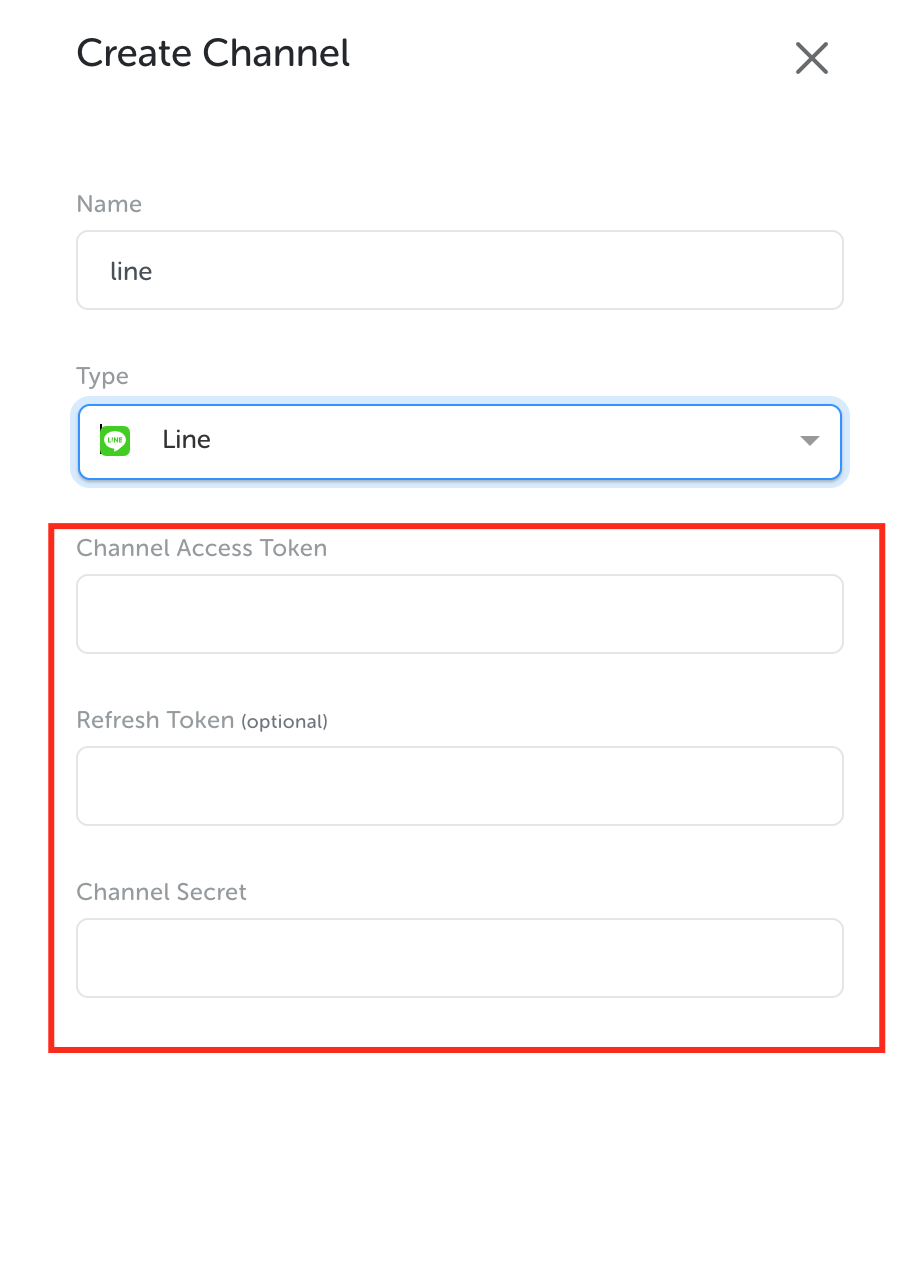 Create Channel
Name
line
Type
LINE Line
Channel Access Token
Refresh Token (optional)
Channel Secret